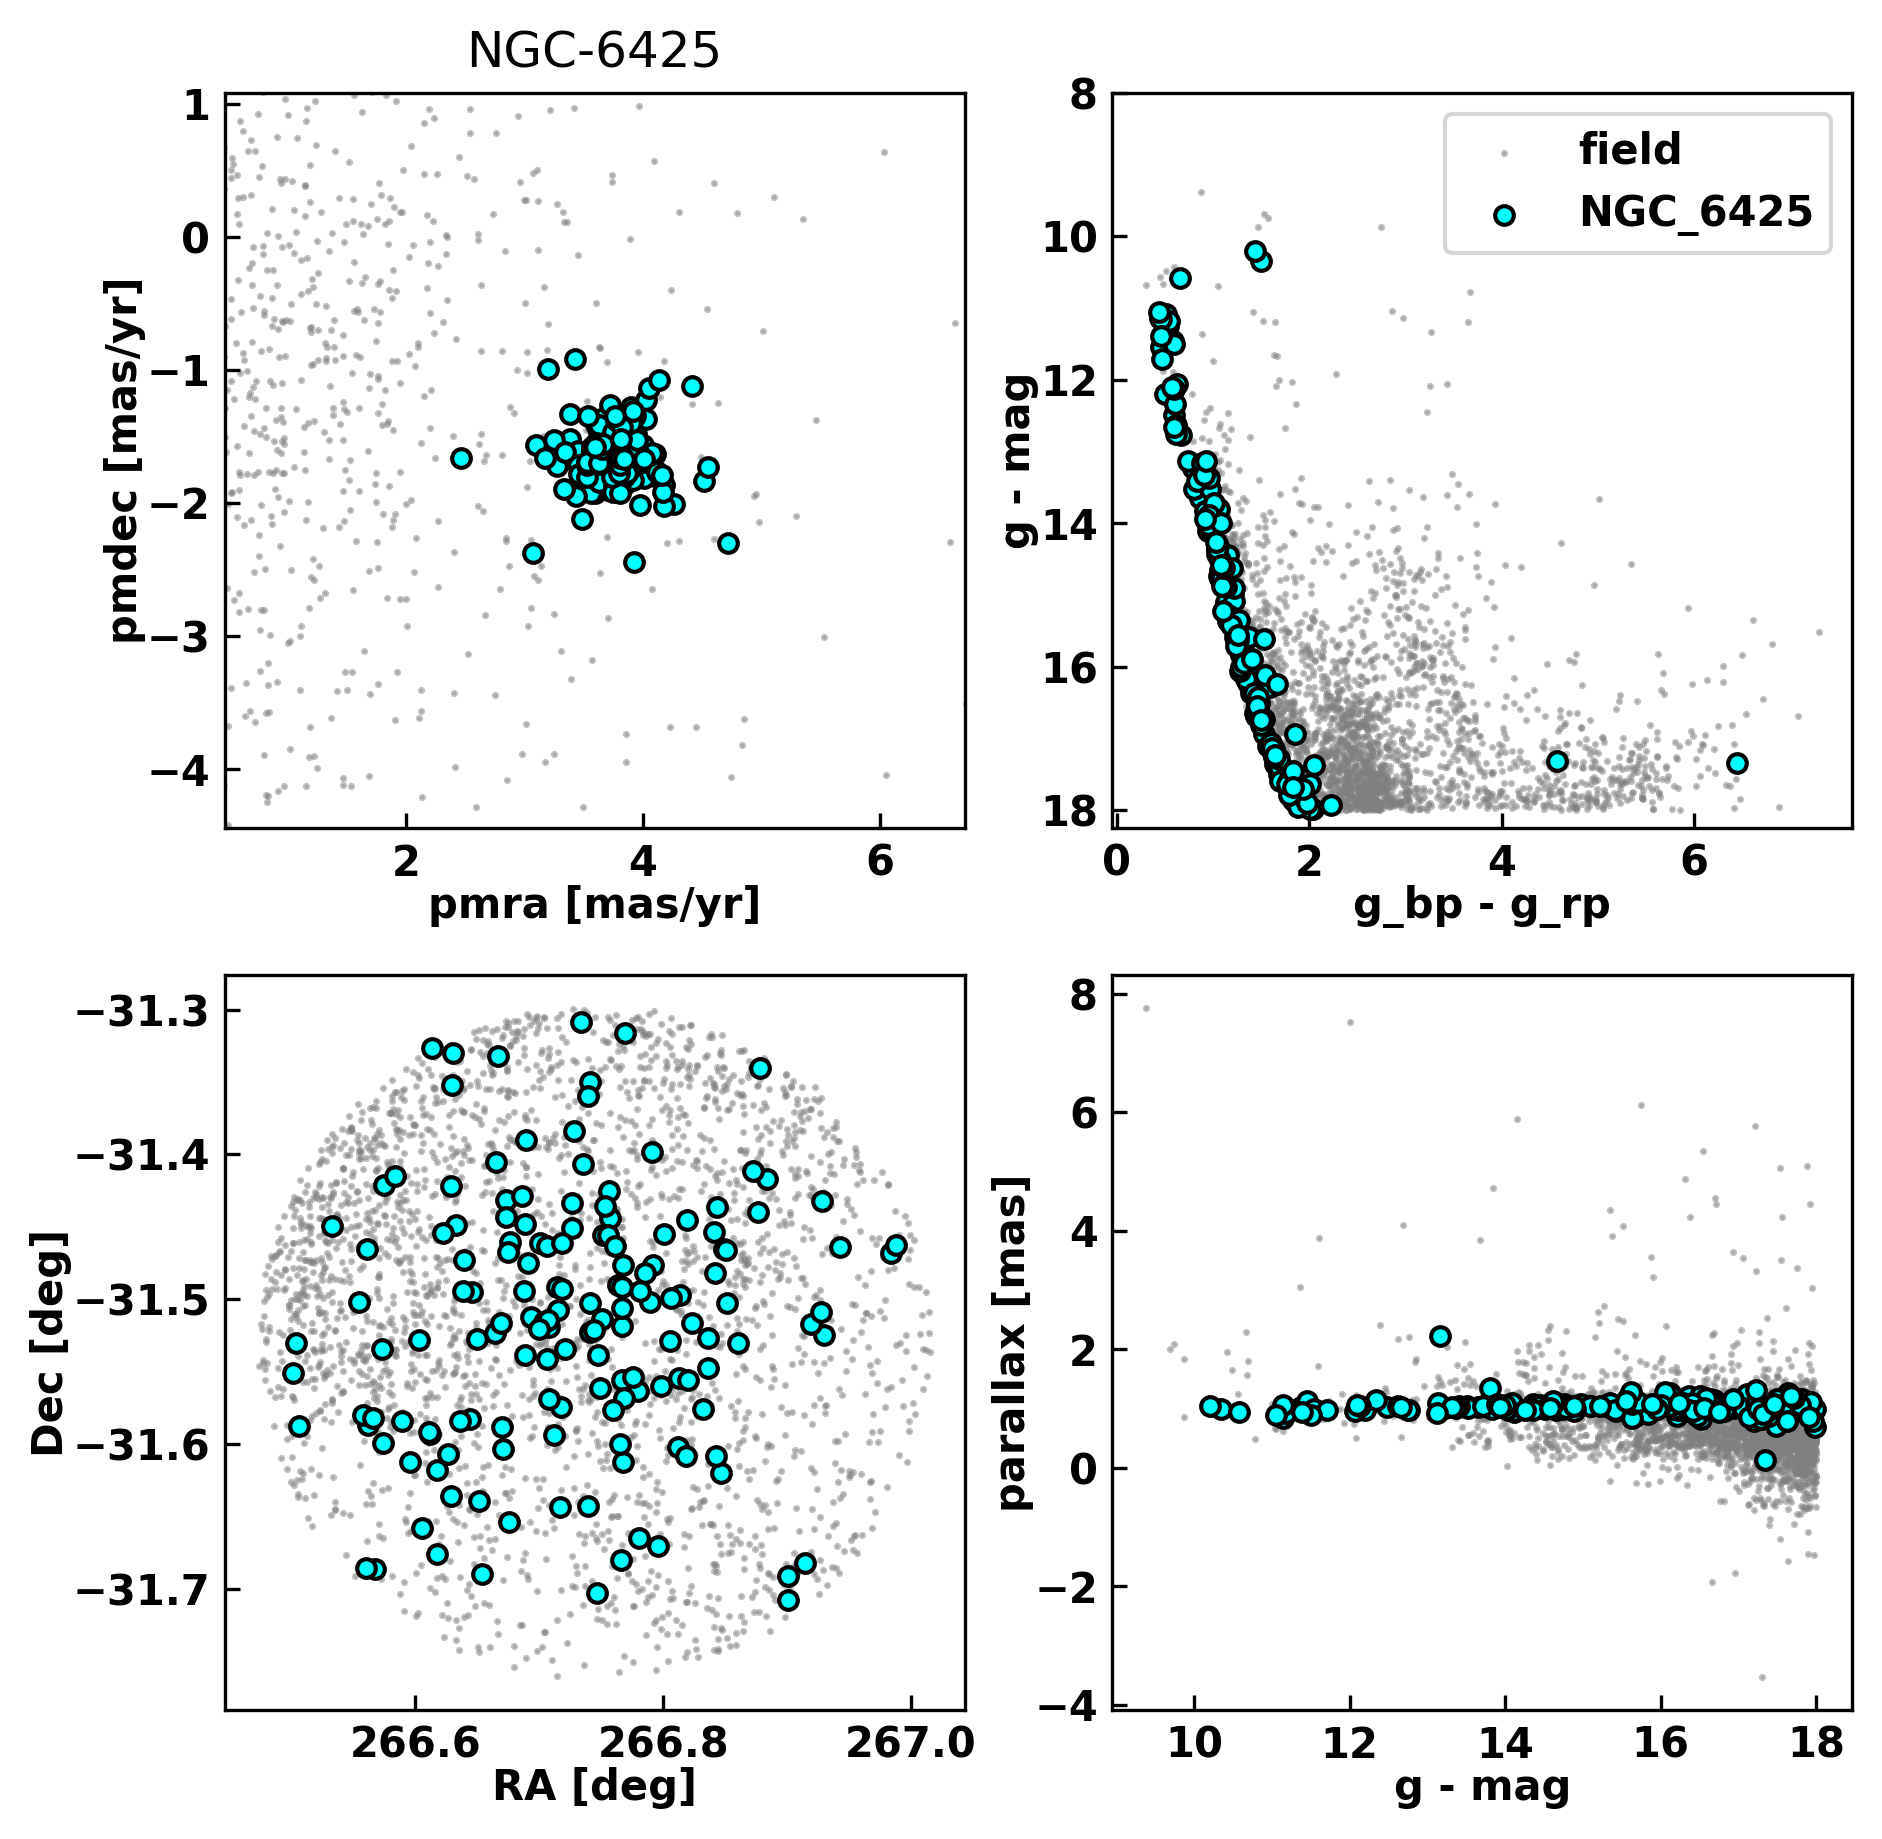 NGC-6425
1
0
−1
−2
−3
−4
pmdec [mas/yr]
2 4 6
pmra [mas/yr]
8
10
12
14
16
18
g - mag
field
NGC_6425
0 2 4 6
g_bp - g_rp
−31.3
−31.4
−31.5
−31.6
−31.7
Dec [deg]
266.6 266.8 267.0
RA [deg]
8
6
4
2
0
−2
−4
parallax [mas]
10 12 14 16 18
g - mag